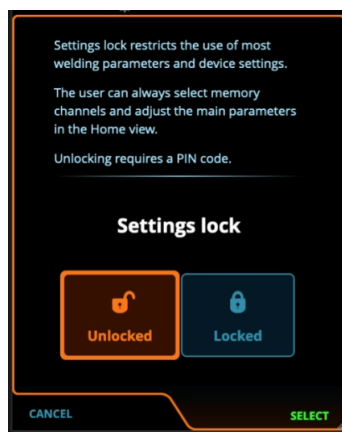 Settings lock restricts the use of most
welding parameters and device settings.
The user can always select memory
channels and adjust the main parameters
in the Home view.
Unlocking requires a PIN code.
Settings lock
Unlocked
Locked
CANCEL
SELECT